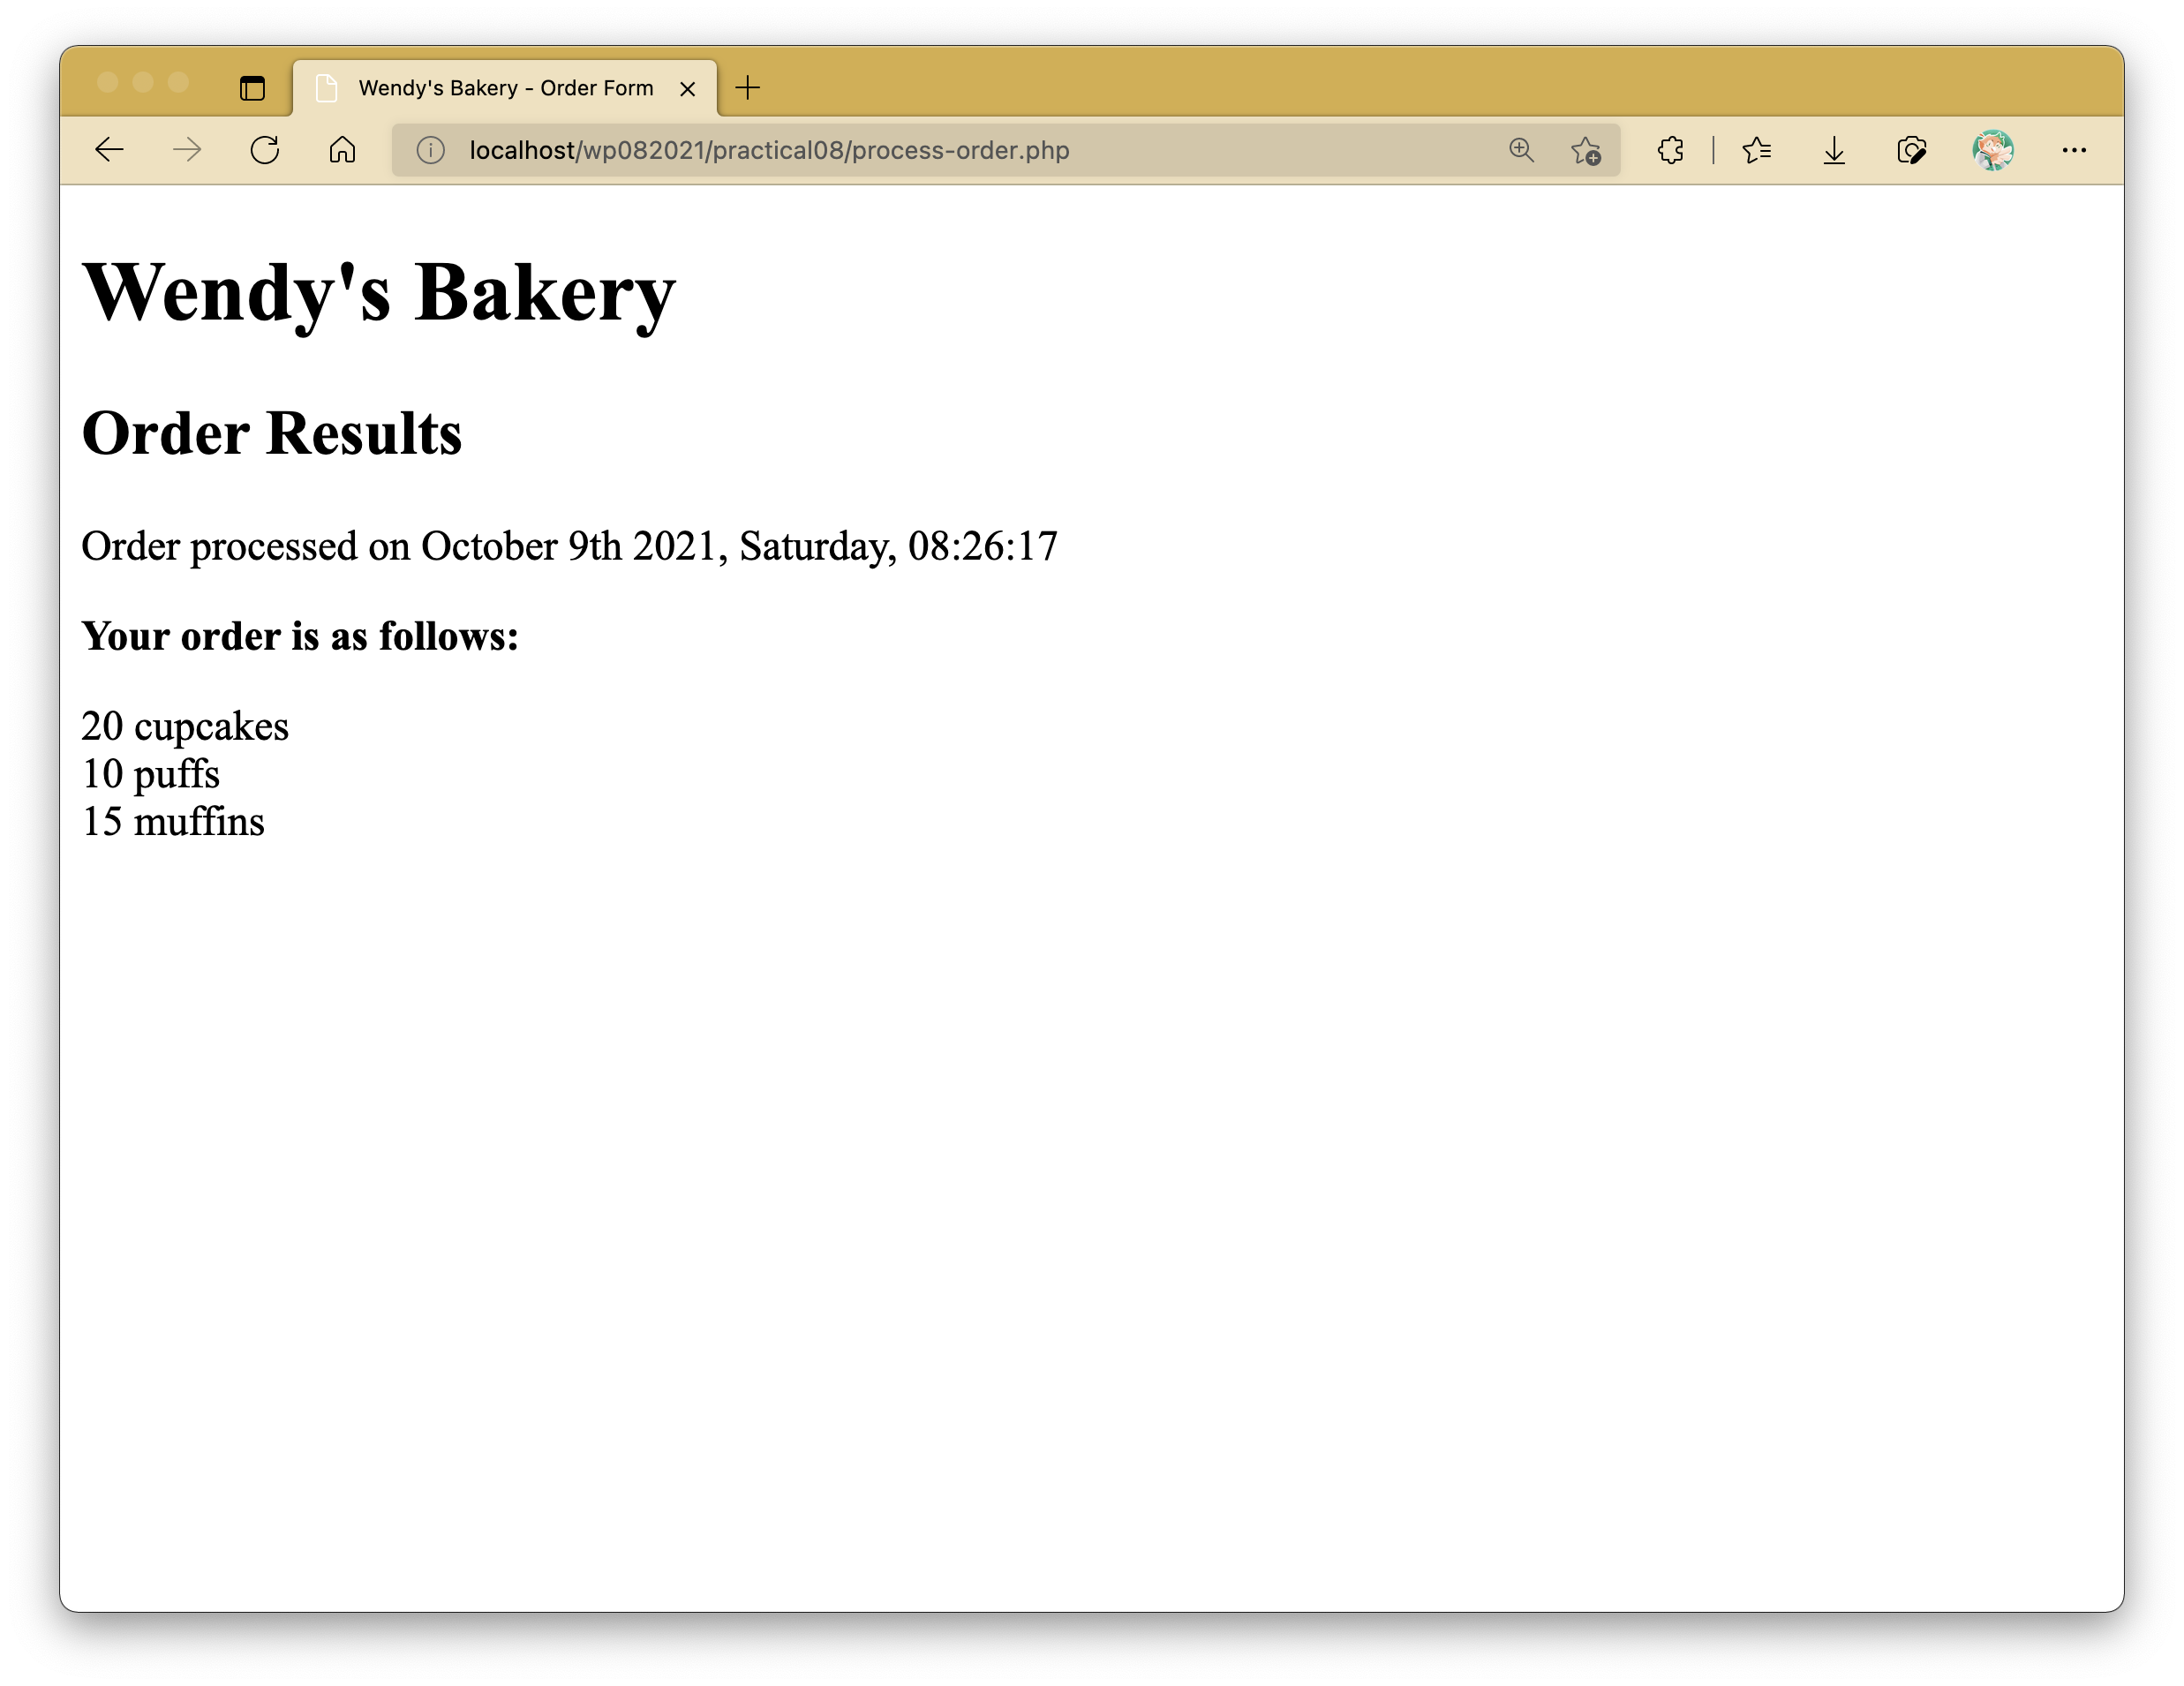 Wendy's Bakery - Order Form
localhost/wp082021/practical08/process-order.php
Wendy's Bakery
Order Results
Order processed on October 9th 2021, Saturday, 08:26:17
Your order is as follows:
20 cupcakes
10 puffs
15 muffins